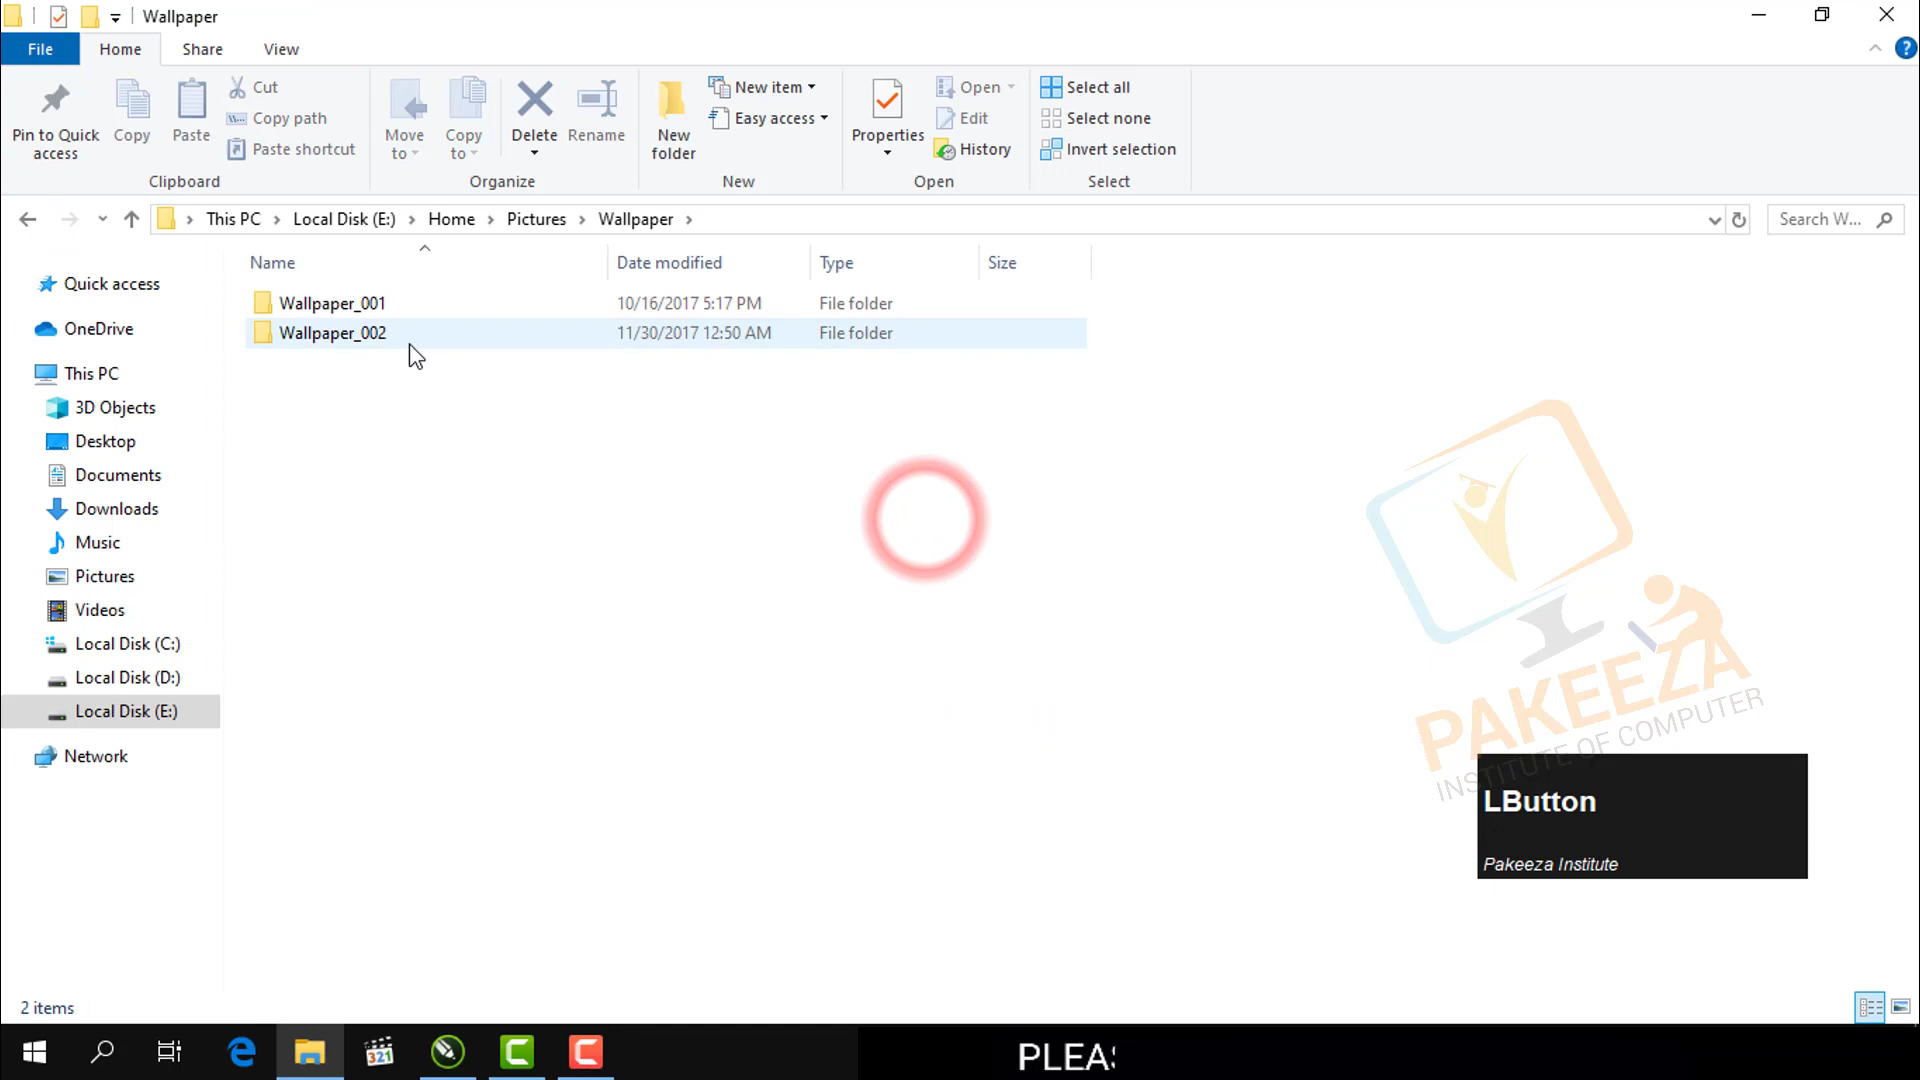 Wallpaper
File Home Share View
Pin to Quick access
Copy
Paste
Cut
Copy path
Paste shortcut
Clipboard
Move to
Copy to
Delete
Rename
Organize
New folder
New item
Easy access
New
Properties
Open
Edit
History
Open
Select all
Select none
Invert selection
Select
This PC > Local Disk (E:) > Home > Pictures > Wallpaper >
Search W...
Name Date modified Type Size
Wallpaper_001 10/16/2017 5:17 PM File folder
Wallpaper_002 11/30/2017 12:50 AM File folder
Quick access
OneDrive
This PC
3D Objects
Desktop
Documents
Downloads
Music
Pictures
Videos
Local Disk (C:)
Local Disk (D:)
Local Disk (E:)
Network
PAKEEZA
INSTITUTE OF COMPUTER
LButton
Pakeeza Institute
2 items
321
PLEAS